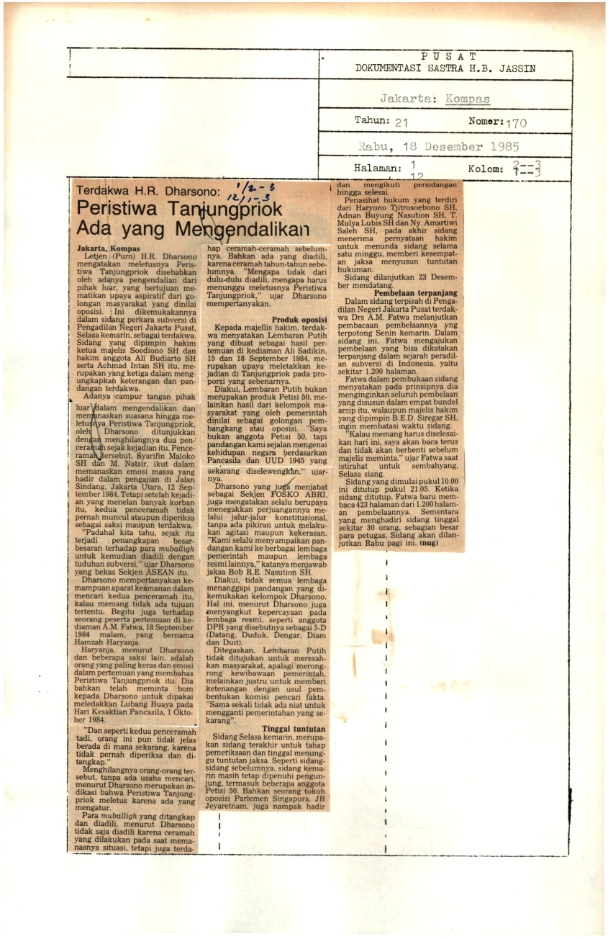 P U S A T
DOKUMENTASI SASTRA H.B. JASSIN
Jakarta: Kompas
Tahun: 21 Nomer: 170
Rabu, 18 Desember 1985
Halaman: 1 Kolom: 2--3
12 1--3
Terdakwa H.R. Dharsono:
1/2-3
12/1-3
Peristiwa Tanjungpriok
Ada yang Mengendalikan
Jakarta, Kompas
Letjen (Purn) H.R. Dharsono
mengatakan meletusnya Peris-
tiwa Tanjungpriok disebabkan
oleh adanya pengendalian dari
pihak luar, yang bertujuan me-
matikan upaya aspiratif dari go-
longan masyarat yang dinilai
oposisi. Ini dikemukakannya
dalam sidang perkara subversi di
Pengadilan Negeri Jakarta Pusat,
Selasa kemarin, sebagai terdakwa.
Sidang yang dipimpin hakim
ketua majelis Soediono SH dan
hakim anggota Ali Budiarto SH
serta Achmad Intan SH itu, me-
rupakan yang ketiga dalam meng-
ungkapkan keterangan dan pan-
dangan terdakwa.
Adanya campur tangan pihak
luar dalam mengendalikan dan
memanaskan suasana hingga me-
letusnya Peristiwa Tanjungpriok,
oleh Dharsono ditunjukkan
dengan menghilangnya dua pen-
ceramah sejak kejadian itu. Pence-
ramah tersebut, Syarifin Maloko
SH dan M. Natsir, ikut dalam
memanaskan emosi massa yang
hadir dalam pengajian di Jalan
Sindang, Jakarta Utara, 12 Sep-
tember 1984. Tetapi setelah kejadi-
an yang menelan banyak korban
itu, kedua penceramah tidak
pernah muncul ataupun diperiksa
sebagai saksi maupun terdakwa.
"Padahal kita tahu, sejak itu
terjadi penangkapan besar-
besaran terhadap para muballigh
untuk kemudian diadili dengan
tuduhan subversi," ujar Dharsono
yang bekas Sekjen ASEAN itu.
Dharsono mempertanyakan ke-
mampuan aparat keamanan dalam
mencari kedua penceramah itu,
kalau memang tidak ada tujuan
tertentu. Begitu juga terhadap
seorang peserta pertemuan di ke-
diaman A.M. Fatwa, 18 September
1984 malam, yang bernama
Hamzah Haryanja.
Haryanja, menurut Dharsono
dan beberapa saksi lain, adalah
orang yang paling keras dan emosi
dalam pertemuan yang membahas
Peristiwa Tanjungpriok itu. Dia
bahkan telah meminta bom
kepada Dharsono untuk dipakai
meledakkan Lubang Buaya pada
Hari Kesaktian Pancasila, 1 Okto-
ber 1984.
"Dan seperti kedua penceramah
tadi, orang ini pun tidak jelas
berada di mana sekarang, karena
tidak pernah diperiksa dan di-
tangkap."
Menghilangnya orang-orang ter-
sebut, tanpa ada usaha mencari,
menurut Dharsono merupakan in-
dikasi bahwa Peristiwa Tanjung-
priok meletus karena ada yang
mengatur.
Para muballigh yang ditangkap
dan diadili, menurut Dharsono
tidak saja diadili karena ceramah
yang dilakukan pada saat mema-
nasnya situasi, tetapi juga terda-
hap ceramah-ceramah sebelum-
nya. Bahkan ada yang diadili,
karena ceramah tahun-tahun sebe-
lumnya. "Mengapa tidak dari
dulu-dulu diadili, mengapa harus
menunggu meletusnya Peristiwa
Tanjungpriok," ujar Dharsono
mempertanyakan.
Produk oposisi
Kepada majellis hakim, terdak-
wa menyatakan Lembaran Putih
yang dibuat sebagai hasil per-
temuan di kediaman Ali Sadikin,
15 dan 18 September 1984, me-
rupakan upaya meletakkan ke-
jadian di Tanjungpriok pada pro-
porsi yang sebenarnya.
Diakui, Lembaran Putih bukan
merupakan produk Petisi 50, me-
lainkan hasil dari kelompok ma-
syarakat yang oleh pemerintah
dinilai sebagai golongan pem-
bangkang atau oposisi. "Saya
bukan anggota Petisi 50, tapi
pandangan kami sejalan mengenai
kehidupan negara berdasarkan
Pancasila dan UUD 1945 yang
sekarang diselewengkan," ujar-
nya.
Dharsono yang juga menjabat
sebagai Sekjen FOSKO ABRI,
juga mengatakan selalu berupaya
menegakkan perjuangannya me-
lalui jalur-jalur konstitusional,
tanpa ada pikiran untuk melaku-
kan agitasi maupun kekerasan.
"Kami selalu menyampaikan pan-
dangan kami ke berbagai lembaga
pemerintah maupun lembaga
resmi lainnya," katanya menjawab
jaksa Bob R.E. Nasution SH.
Diakui, tidak semua lembaga
menanggapi pandangan yang di-
kemukakan kelompok Dharsono.
Hal ini, menurut Dharsono juga
menyangkut kepercayaan pada
lembaga resmi, seperti anggota
DPR yang disebutnya sebagai 5-D
(Datang, Duduk, Dengar, Diam
dan Duit).
Ditegaskan, Lembaran Putih
tidak ditujukan untuk meresah-
kan masyarakat, apalagi merong-
rong kewibawaan pemerintah,
melainkan justru untuk memberi
ketenangan dengan usul pem-
bentukan komisi pencari fakta.
"Sama sekali tidak ada niat untuk
mengganti pemerintahan yang se-
karang".
Tinggal tuntutan
Sidang Selasa kemarin, merupa-
kan sidang terakhir untuk tahap
pemeriksaan dan tinggal menung-
gu tuntutan jaksa. Seperti sidang-
sidang sebelumnya, sidang kema-
rin masih tetap dipenuhi pengun-
jung, termasuk beberapa anggota
Petisi 50. Bahkan seorang tokoh
oposisi Parlemen Singapura, JB
Jeyaretnam, juga nampak hadir
dan mengikuti persidangan
hingga selesai.
Penasihat hukum yang terdiri
dari Haryono Tjitrosoebono SH,
Adnan Buyung Nasution SH, T.
Mulya Lubis SH dan Ny. Amartiwi
Saleh SH, pada akhir sidang
menerima pernyataan hakim
untuk menunda sidang selama
satu minggu, memberi kesempat-
an jaksa menyusun tuntutan
hukuman.
Sidang dilanjutkan 23 Desem-
ber mendatang.
Pembelaan terpanjang
Dalam sidang terpisah di Penga-
dilan Negeri Jakarta Pusat terdak-
wa Drs A.M. Fatwa melanjutkan
pembacaan pembelaannya yng
terpotong Senin kemarin. Dalam
sidang ini, Fatwa mengajukan
pembelaan yang bisa dikatakan
terpanjang dalam sejarah peradil-
an subversi di Indonesia, yaitu
sekitar 1.200 halaman.
Fatwa dalam pembukaan sidang
menyatakan pada prinsipnya dia
menginginkan seluruh pembelaan
yang disusun dalam empat bundel
arsip itu, walaupun majelis hakim
yang dipimpin B.E.D. Siregar SH,
ingin membatasi waktu sidang.
"Kalau memang harus diselesai-
kan hari ini, saya akan baca terus
dan tidak akan berhenti sebelum
majelis meminta," ujar Fatwa saat
istirahat untuk sembahyang,
Selasa siang.
Sidang yang dimulai pukul 10.00
ini ditutup pukul 21.05. Ketika
sidang ditutup, Fatwa baru mem-
baca 423 halaman dari 1.200 halam-
an pembelaannya. Sementara
yang menghadiri sidang tinggal
sekitar 30 orang, sebagian besar
para petugas. Sidang akan dilan-
jutkan Rabu pagi ini. (nug)